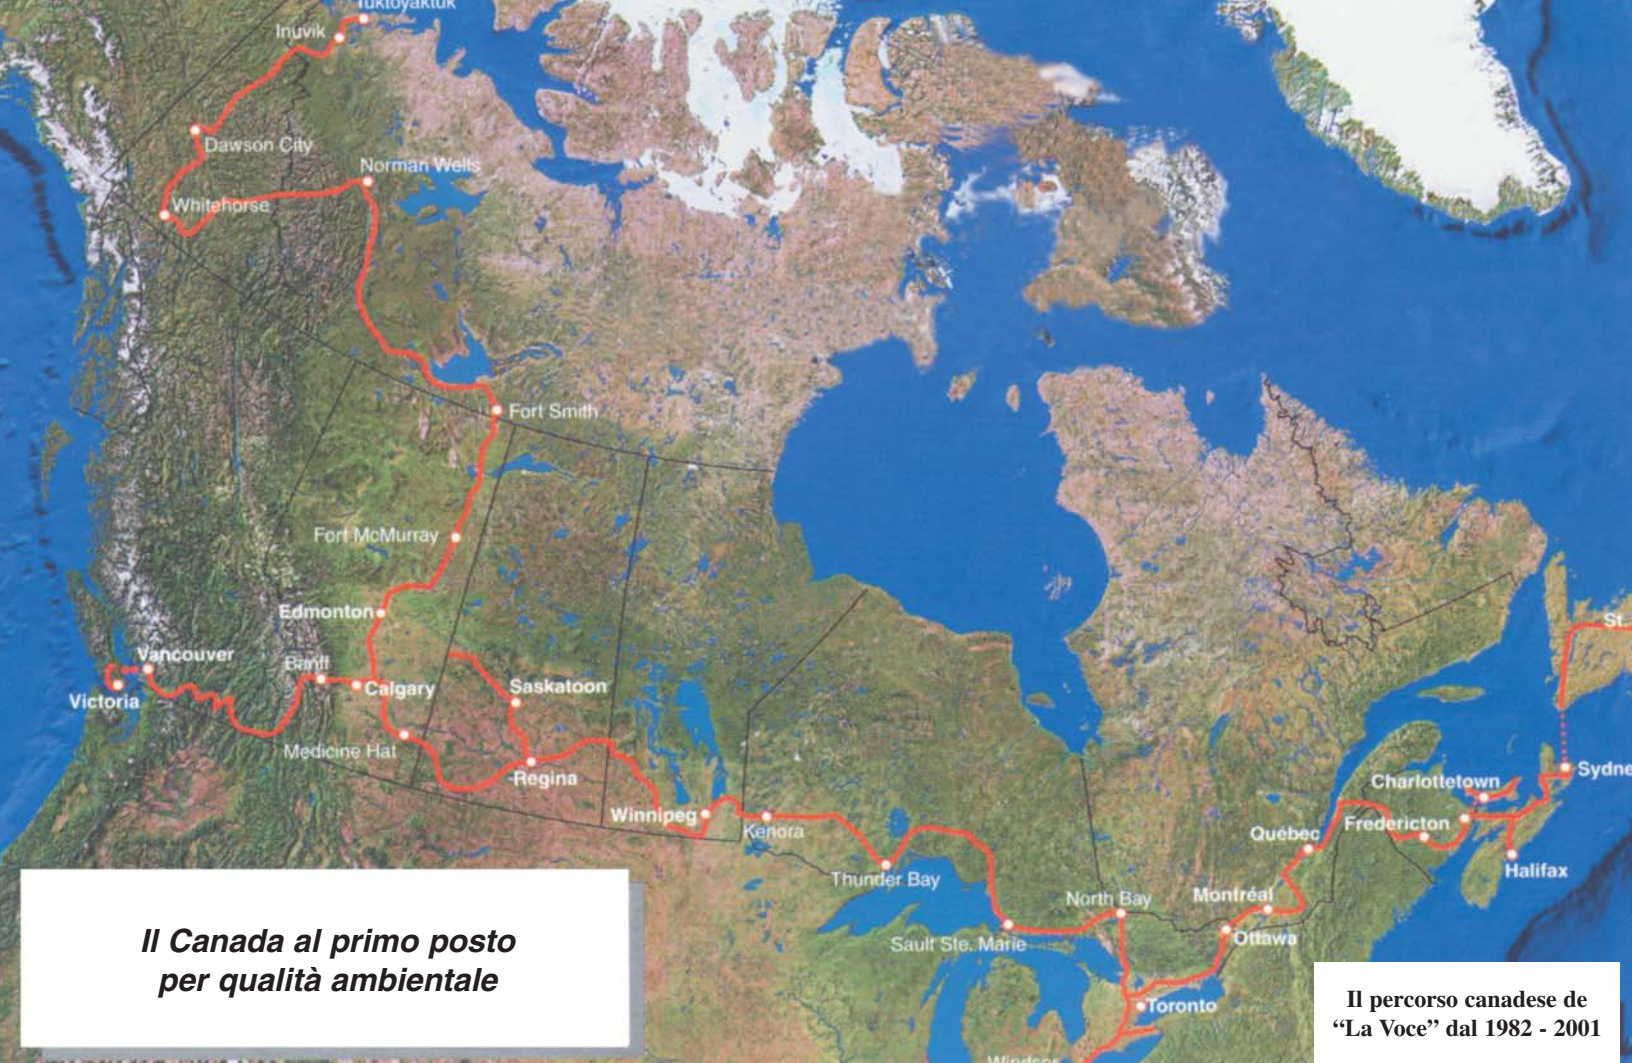 Tuktoyaktuk
Inuvik
Dawson City
Norman Wells
Whitehorse
Fort Smith
Fort McMurray
Edmonton
Vancouver
Banff
Victoria
Calgary
Saskatoon
Medicine Hat
Regina
Winnipeg
Kenora
Thunder Bay
Sault Ste. Marie
North Bay
Montréal
Ottawa
Toronto
Windsor
Québec
Fredericton
Charlottetown
Halifax
Sydne
St.
Il Canada al primo posto
per qualità ambientale
Il percorso canadese de
“La Voce” dal 1982 - 2001